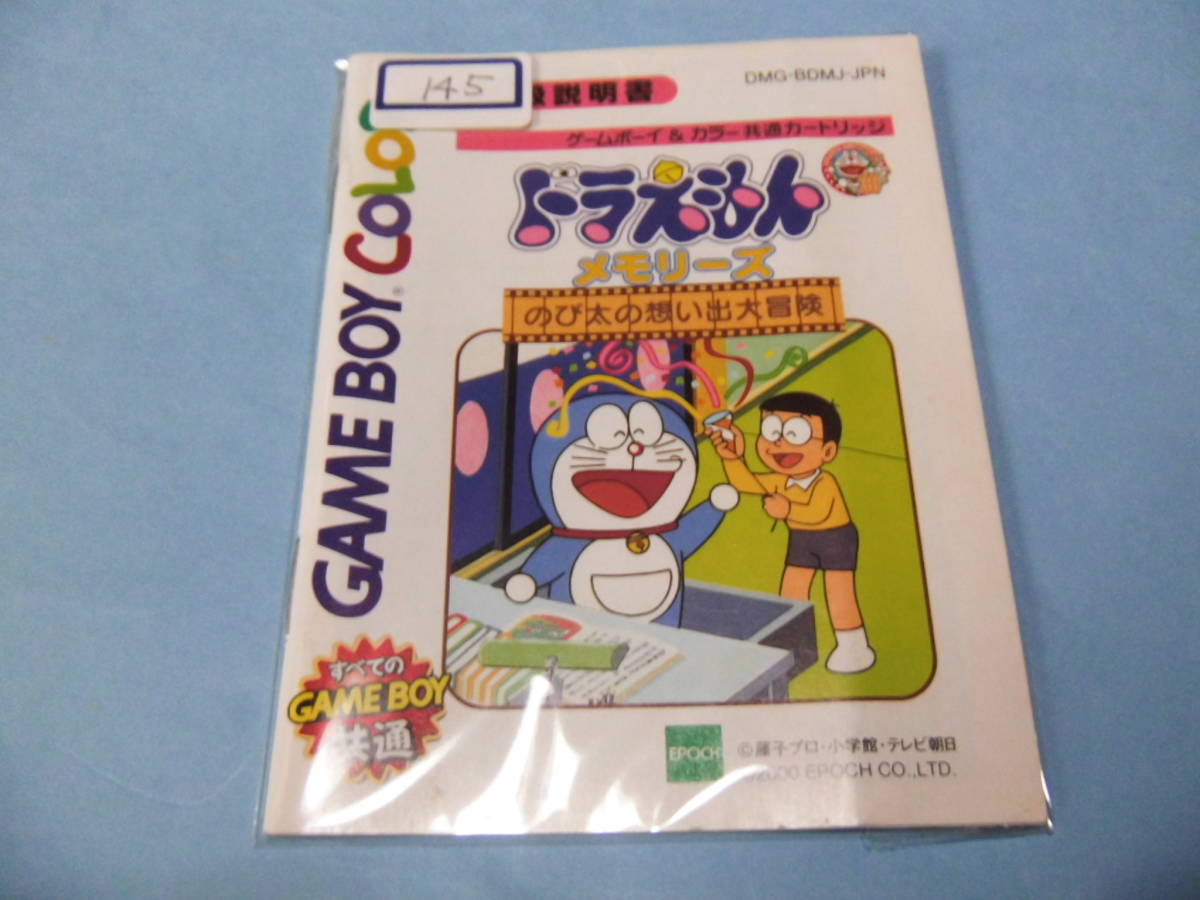 145
扱説明書
DMG-BDMJ-JPN
ゲームボーイ & カラー共通カートリッジ
ドラえもん
メモリーズ
のび太の想い出大冒険
GAME BOY COLO
すべての
GAME BOY
共通
EPOCH
©藤子プロ・小学館・テレビ朝日
©2000 EPOCH CO.,LTD.